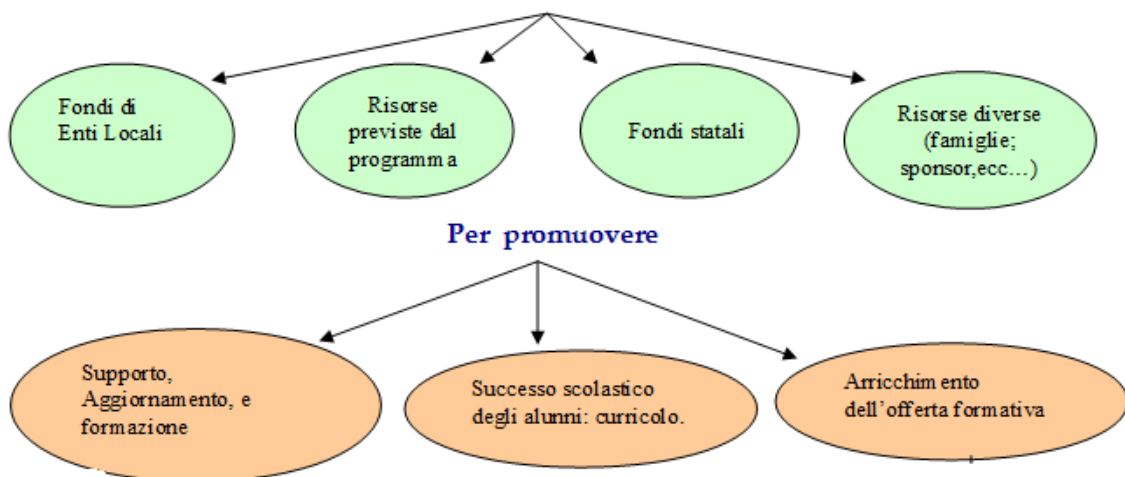 Fondi di
Enti Locali
Risorse
previste dal
programma
Fondi statali
Risorse diverse
(famiglie;
sponsor,ecc…)
Per promuovere
Supporto,
Aggiornamento, e
formazione
Successo scolastico
degli alunni: curricolo.
Arricchimento
dell’offerta formativa